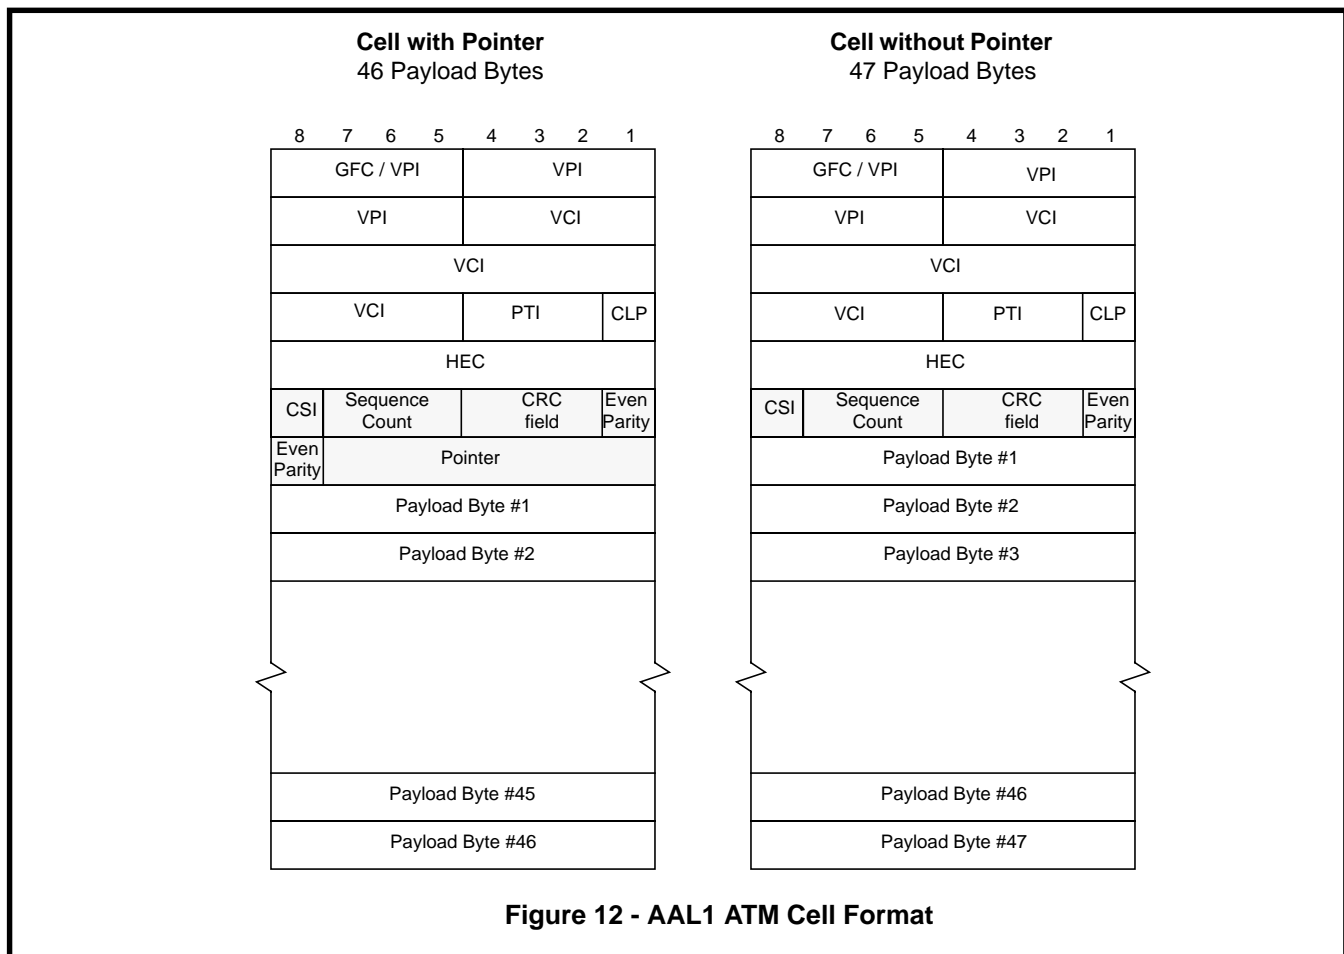 Cell with Pointer
46 Payload Bytes
8 7 6 5 4 3 2 1
GFC / VPI VPI
VPI VCI
VCI
VCI PTI CLP
HEC
CSI Sequence Count CRC field Even Parity
Even Parity Pointer
Payload Byte #1
Payload Byte #2
Payload Byte #45
Payload Byte #46
Cell without Pointer
47 Payload Bytes
8 7 6 5 4 3 2 1
GFC / VPI VPI
VPI VCI
VCI
VCI PTI CLP
HEC
CSI Sequence Count CRC field Even Parity
Payload Byte #1
Payload Byte #2
Payload Byte #3
Payload Byte #46
Payload Byte #47
Figure 12 - AAL1 ATM Cell Format